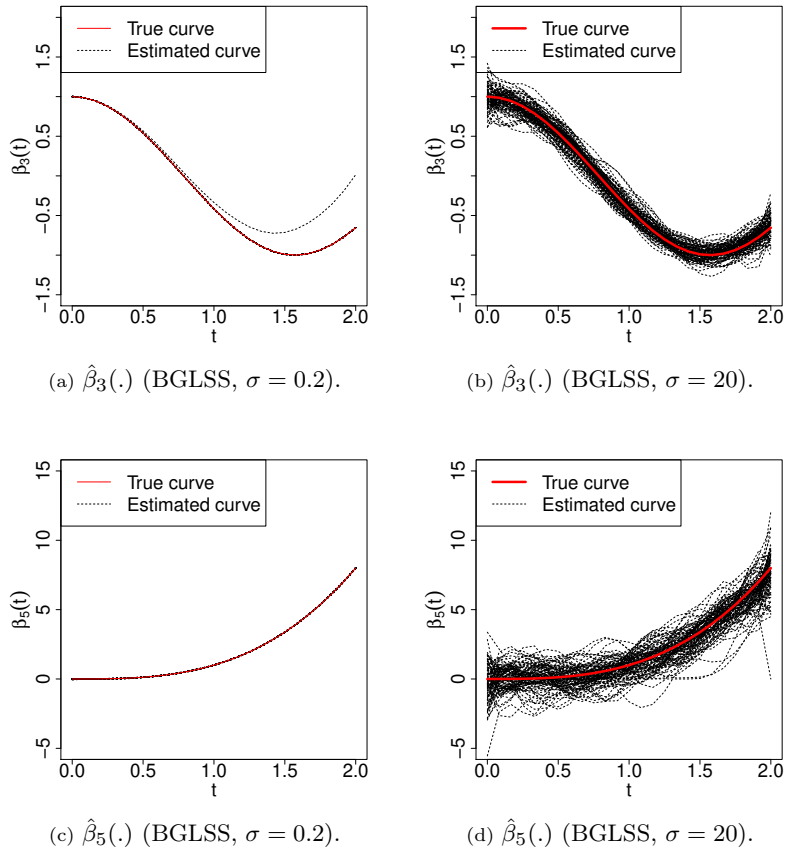 True curve
Estimated curve
β₃(t)
1.5
0.5
−0.5
−1.5
0.0 0.5 1.0 1.5 2.0
t
(a) β̂₃(.) (BGLSS, σ = 0.2).
True curve
Estimated curve
β₃(t)
1.5
0.5
−0.5
−1.5
0.0 0.5 1.0 1.5 2.0
t
(b) β̂₃(.) (BGLSS, σ = 20).
True curve
Estimated curve
β₅(t)
15
10
5
0
−5
0.0 0.5 1.0 1.5 2.0
t
(c) β̂₅(.) (BGLSS, σ = 0.2).
True curve
Estimated curve
β₅(t)
15
10
5
0
−5
0.0 0.5 1.0 1.5 2.0
t
(d) β̂₅(.) (BGLSS, σ = 20).